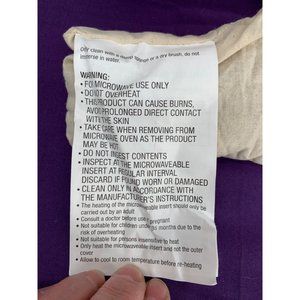 Only clean with a damp sponge or a dry brush, do not
immerse in water.
WARNING:
• FOR MICROWAVE USE ONLY
• DO NOT OVERHEAT
• THIS PRODUCT CAN CAUSE BURNS,
AVOID PROLONGED DIRECT CONTACT
WITH THE SKIN
• TAKE CARE WHEN REMOVING FROM
MICROWAVE OVEN AS THE PRODUCT
MAY BE HOT
• DO NOT INGEST CONTENTS
• INSPECT THE MICROWAVEABLE
INSERT AT REGULAR INTERVAL
DISCARD IF FOUND WORN OR DAMAGED
• CLEAN ONLY IN ACCORDANCE WITH
THE MANUFACTURER'S INSTRUCTIONS
• The heating of the microwavable insert should only be
carried out by an adult
• Consult a doctor before use if pregnant
• Not suitable for children under months due to the
risk of overheating
• Not suitable for persons insensitive to heat
• Only heat the microwaveable insert and not the outer
cover
• Allow to cool to room temperature before re-heating